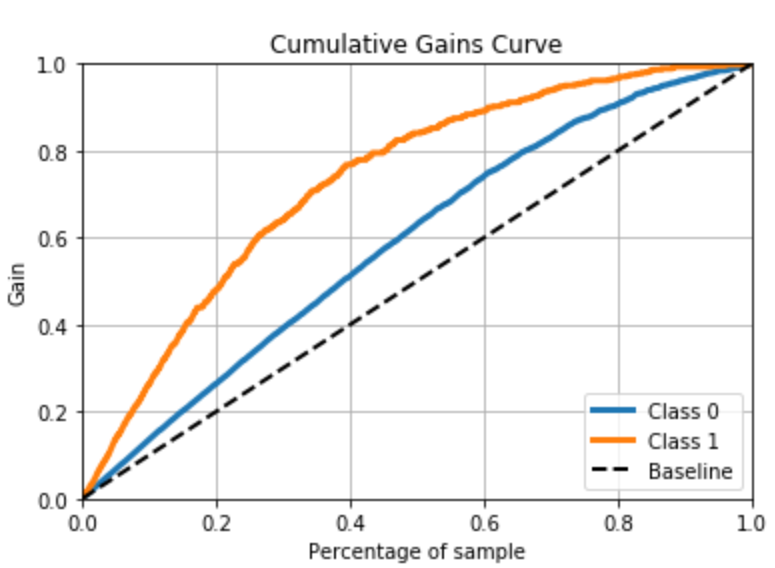 Cumulative Gains Curve
1.0
0.8
0.6
0.4
0.2
0.0
Gain
Class 0
Class 1
Baseline
0.0 0.2 0.4 0.6 0.8 1.0
Percentage of sample